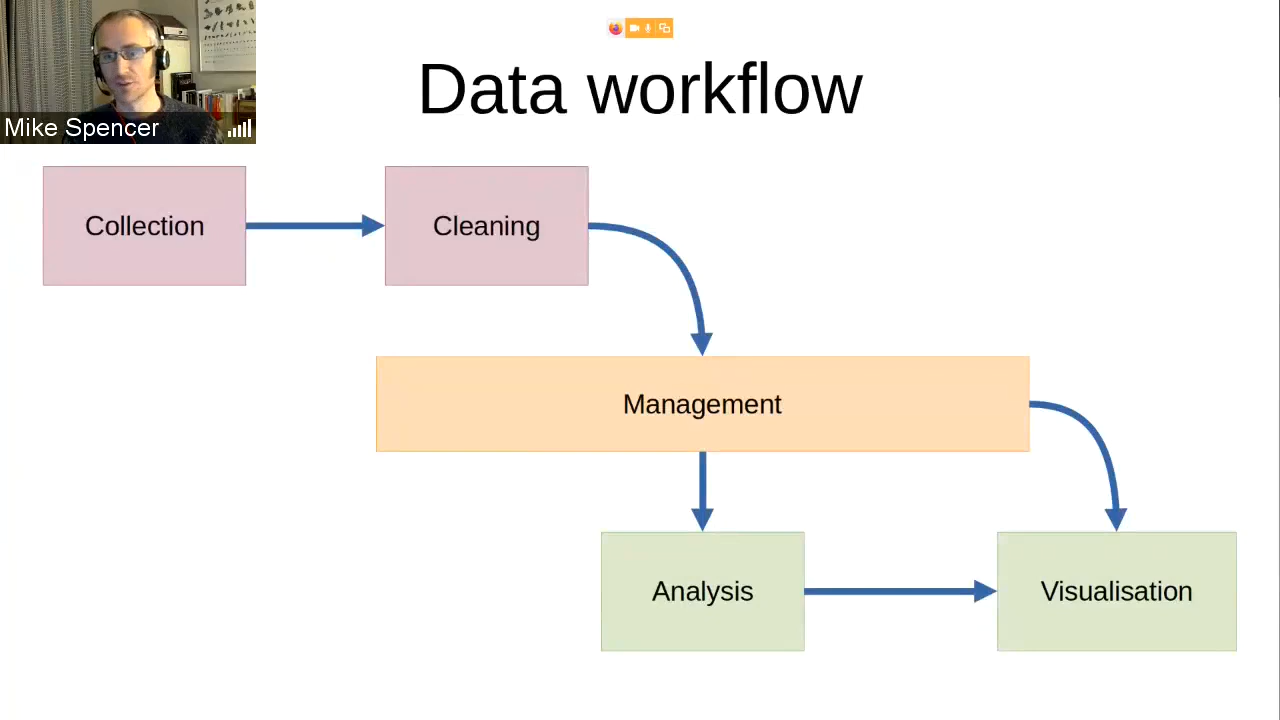 Data workflow
Mike Spencer
Collection
Cleaning
Management
Analysis
Visualisation